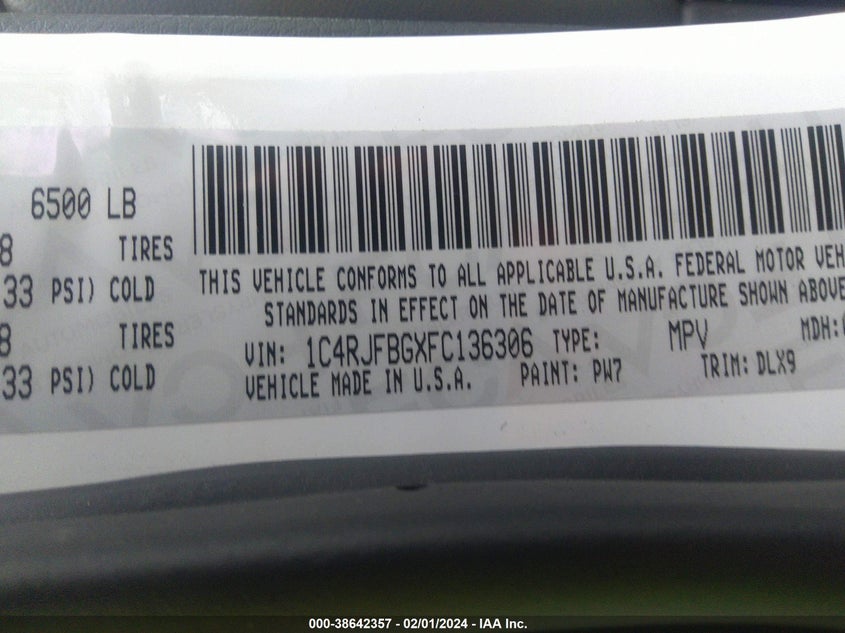 6500 LB
8 TIRES
33 PSI) COLD
8 TIRES
33 PSI) COLD
THIS VEHICLE CONFORMS TO ALL APPLICABLE U.S.A. FEDERAL MOTOR VEH
STANDARDS IN EFFECT ON THE DATE OF MANUFACTURE SHOWN ABOVE
VIN: 1C4RJFBGXFC136306 TYPE: MPV MDH:
VEHICLE MADE IN U.S.A. PAINT: PW7 TRIM: DLX9
000-38642357 - 02/01/2024 - IAA Inc.